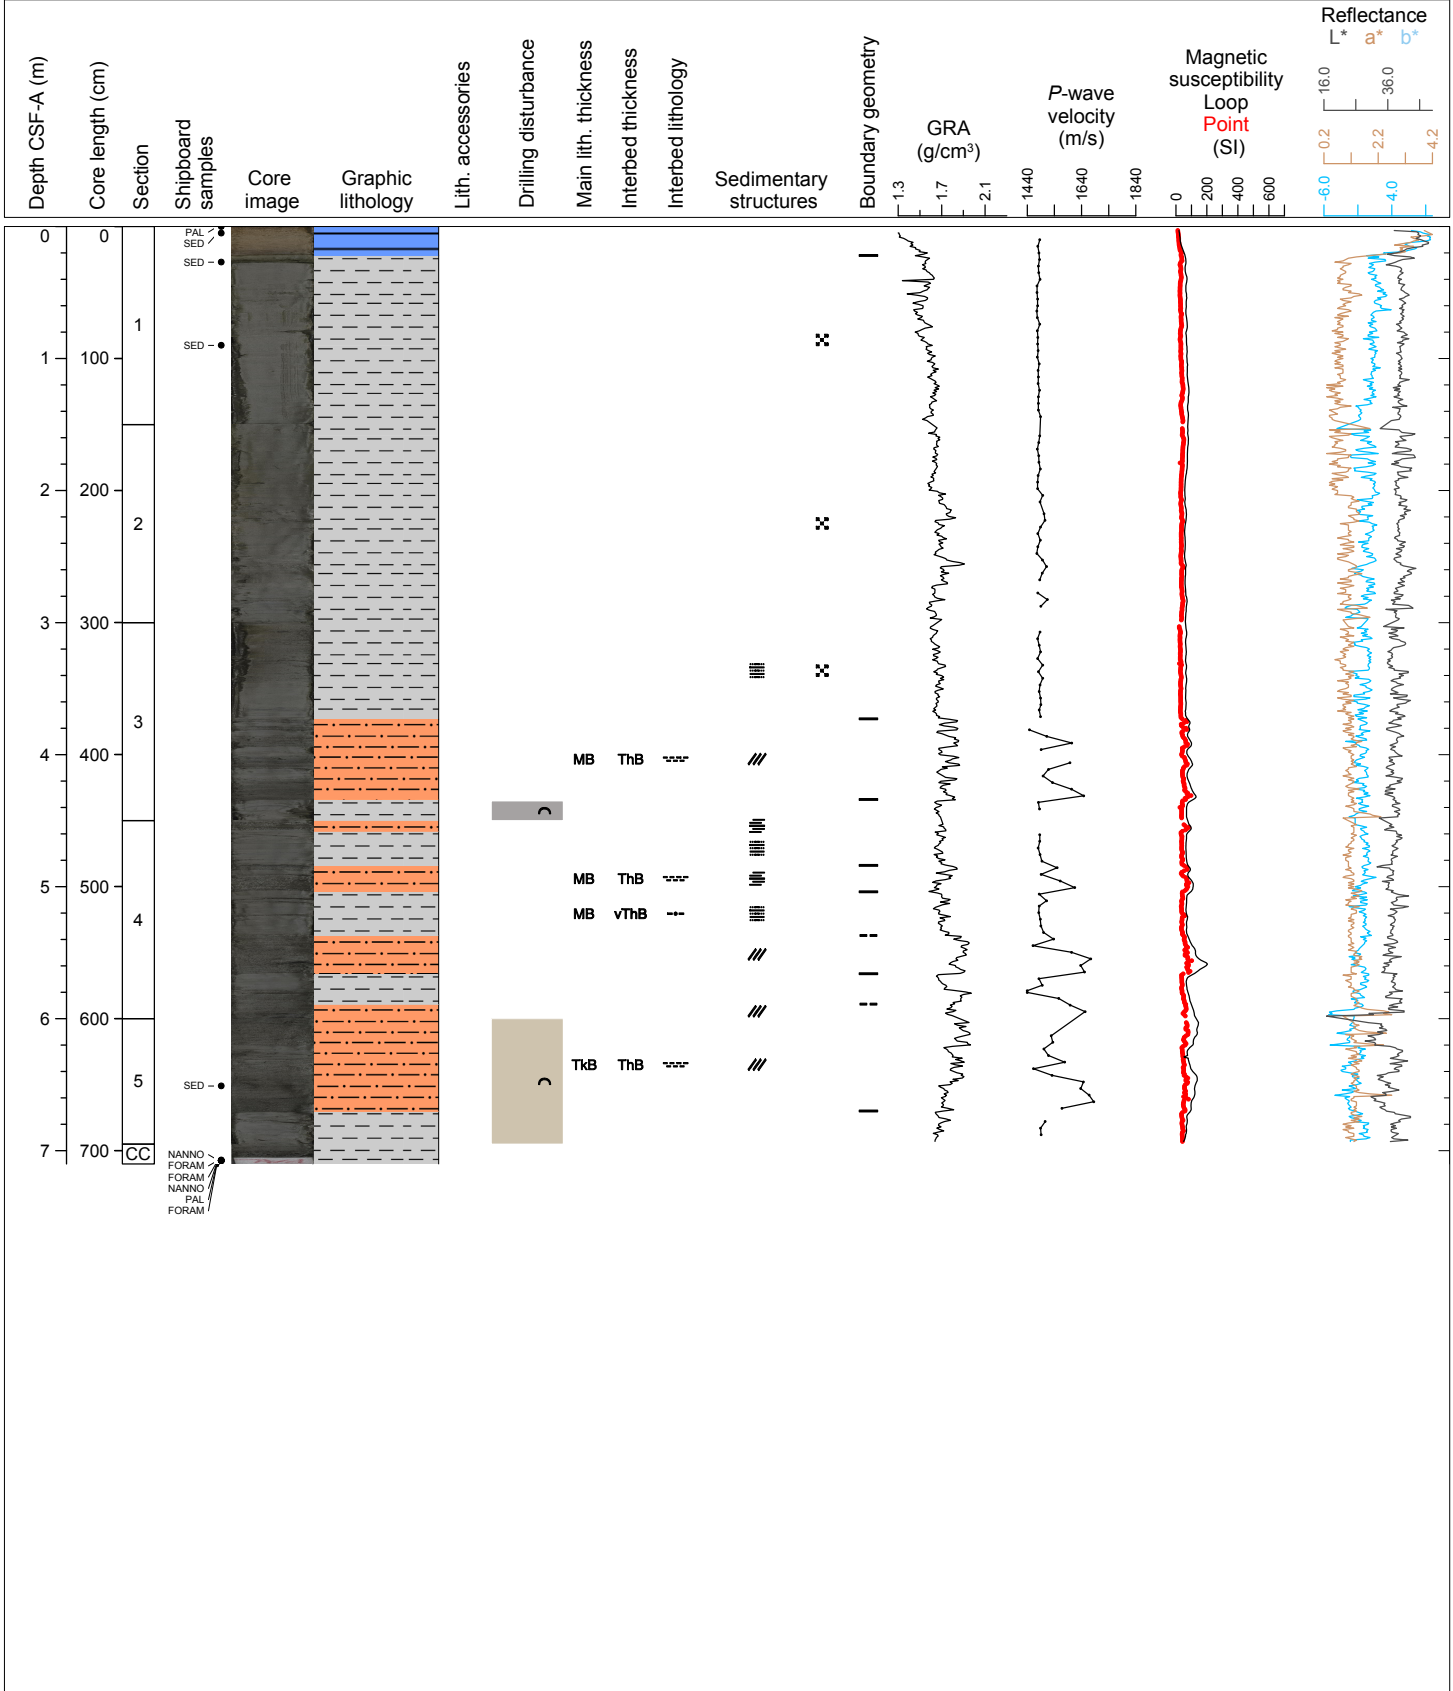 Depth CSF-A (m)
Core length (cm)
Section
Shipboard
samples
Core
image
Graphic
lithology
Lith. accessories
Drilling disturbance
Main lith. thickness
Interbed thickness
Interbed lithology
Sedimentary
structures
Boundary geometry
GRA
(g/cm³)
1.3
1.7
2.1
P-wave
velocity
(m/s)
1440
1640
1840
Magnetic
susceptibility
Loop
Point
(SI)
0
200
400
600
Reflectance
L* a* b*
16.0
36.0
0.2
2.2
4.2
-6.0
4.0
0 0
PAL
SED
SED
1
SED
1 100
2 200
2
3 300
3
4 400
MB ThB
MB ThB
5 500
MB vThB
4
6 600
TkB ThB
5
SED
7 700 CC
NANNO
FORAM
FORAM
NANNO
PAL
FORAM